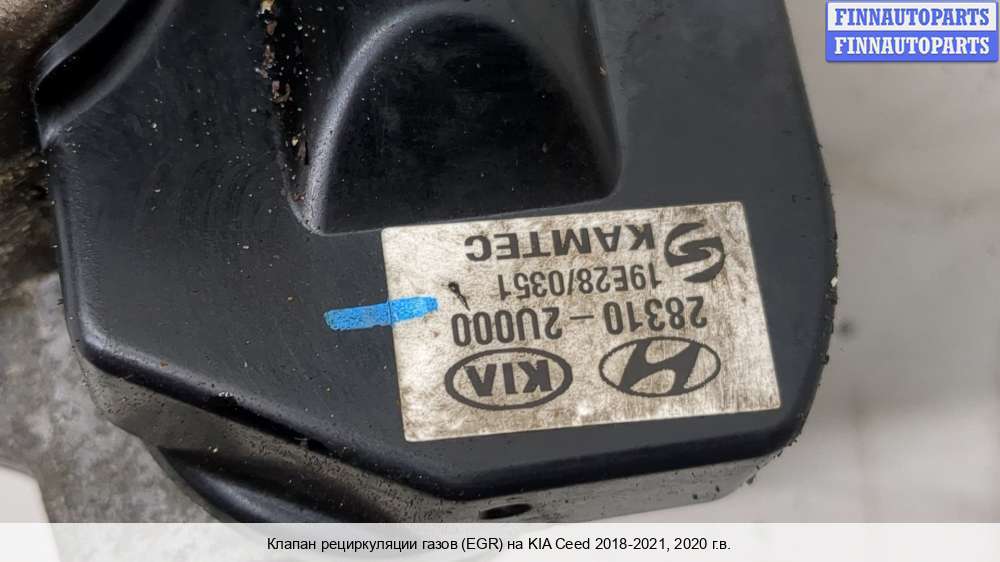 FINNAUTOPARTS
FINNAUTOPARTS
KIA
28310-2U000
19E28/0351
KAMTEC
Клапан рециркуляции газов (EGR) на KIA Ceed 2018-2021, 2020 г.в.